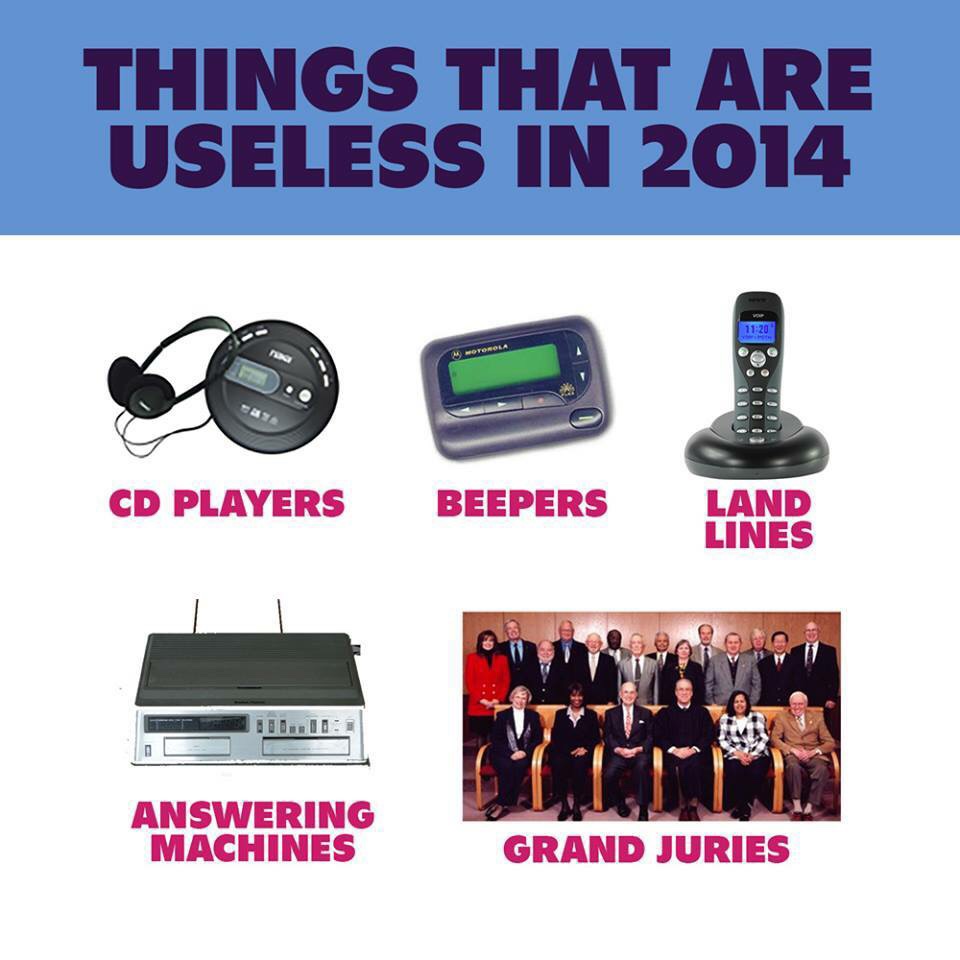 THINGS THAT ARE
USELESS IN 2014
naxa
MOTOROLA
VOIP
11:20
CD PLAYERS
BEEPERS
LAND
LINES
ANSWERING
MACHINES
GRAND JURIES